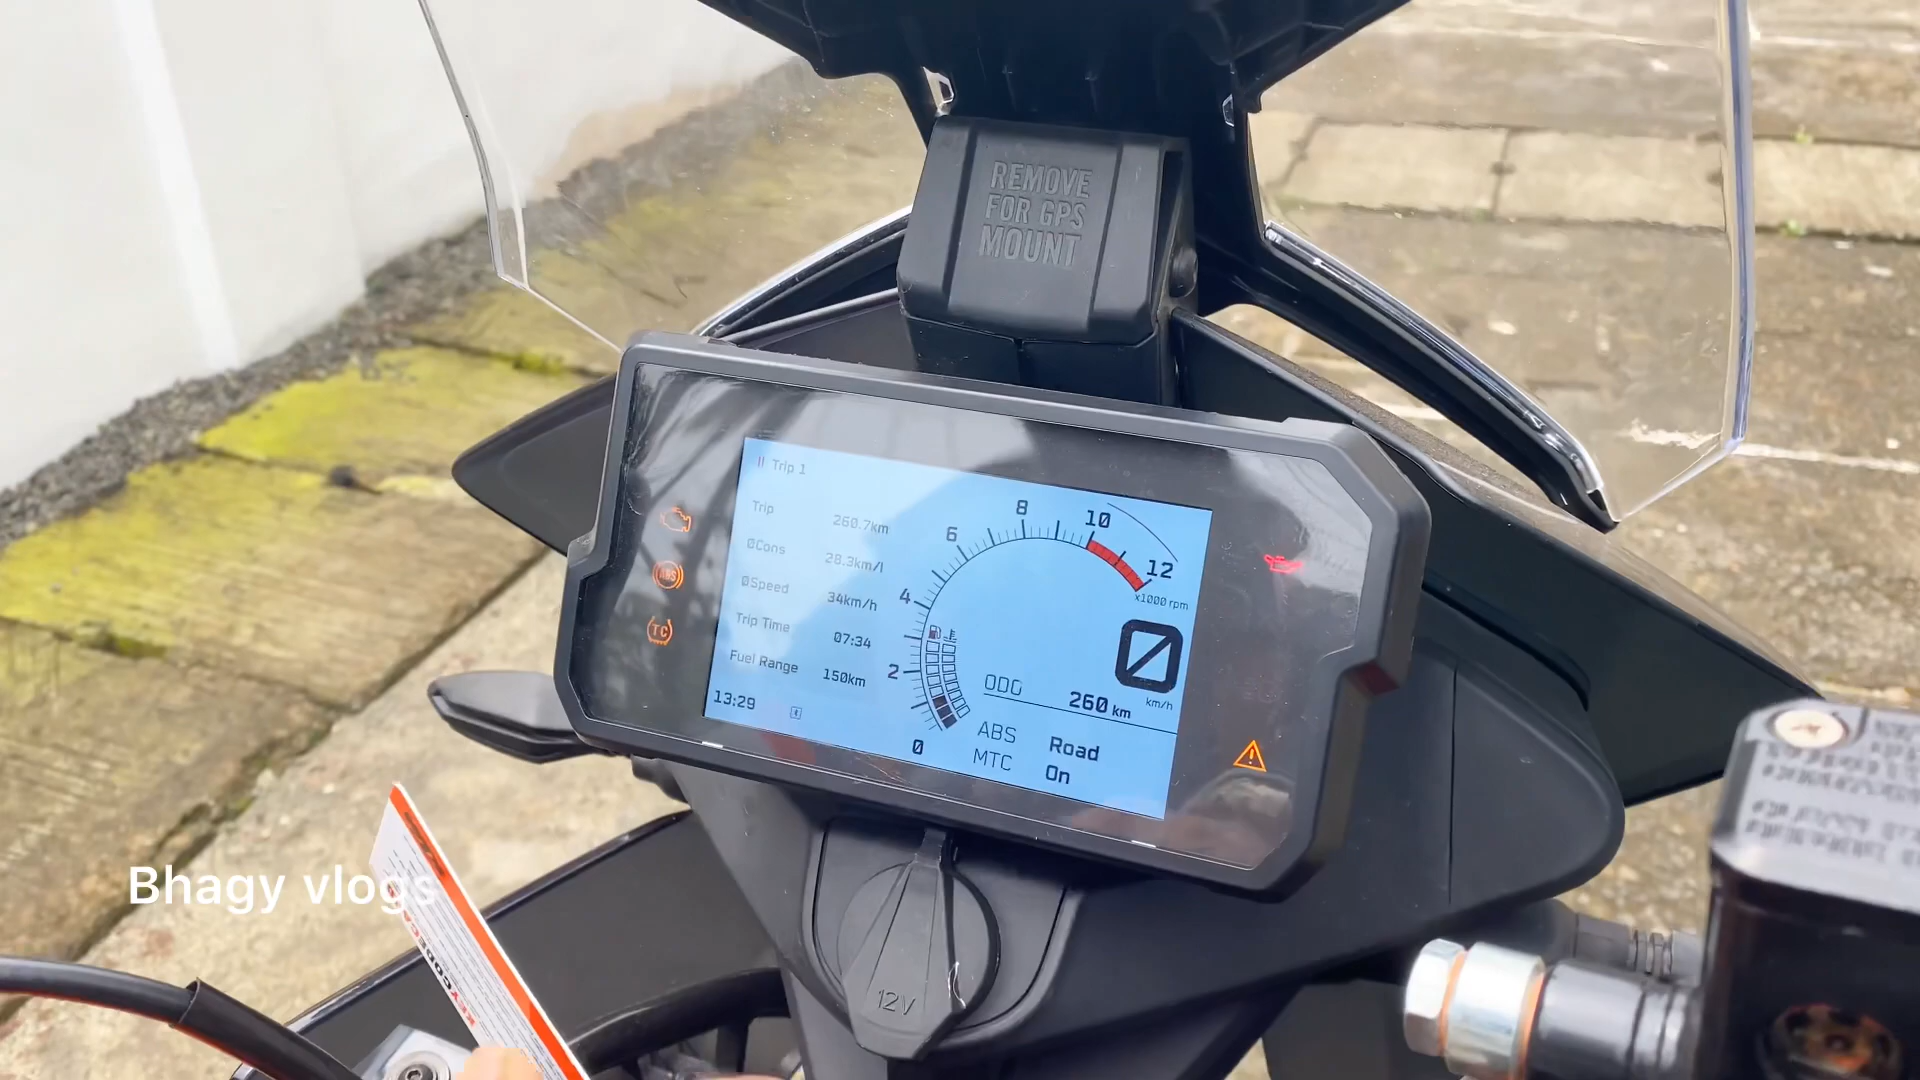 REMOVE
FOR GPS
MOUNT
Trip 1
Trip 260.7km
ØCons 28.3km/l
ØSpeed 34km/h
Trip Time 07:34
Fuel Range 150km
13:29
0
2
4
6
8
10
12
x1000 rpm
0
km/h
ODO 260 km
ABS Road
MTC On
ABS
TC
12V
KEYCODECA
Bhagy vlogs